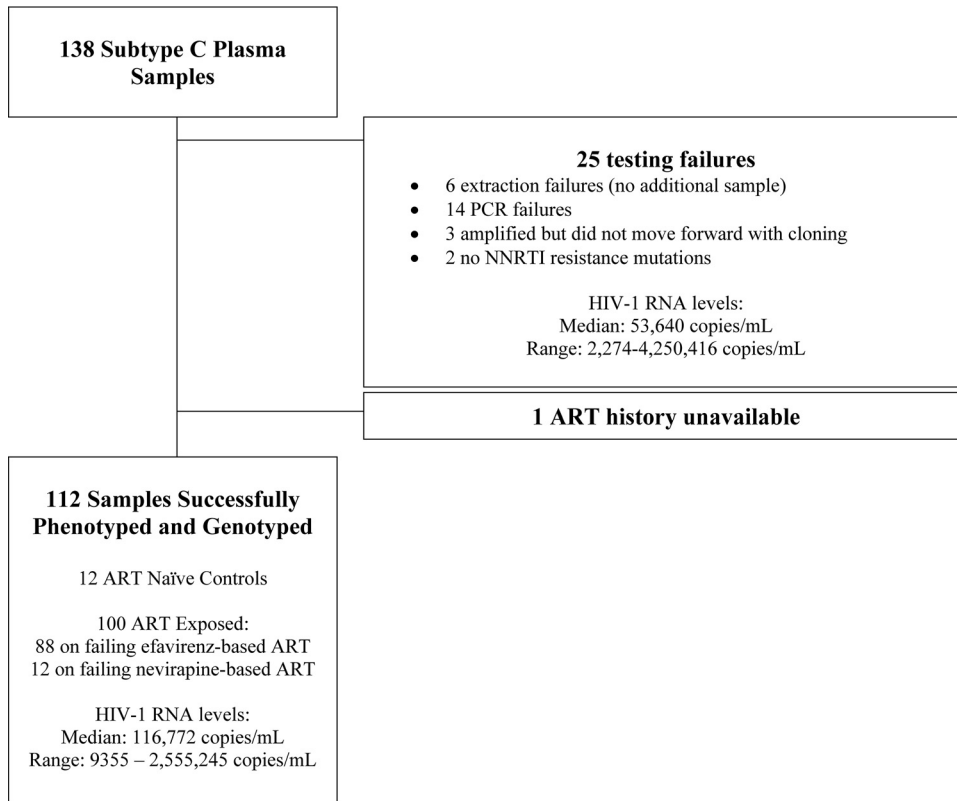 138 Subtype C Plasma
Samples
25 testing failures
• 6 extraction failures (no additional sample)
• 14 PCR failures
• 3 amplified but did not move forward with cloning
• 2 no NNRTI resistance mutations
HIV-1 RNA levels:
Median: 53,640 copies/mL
Range: 2,274-4,250,416 copies/mL
1 ART history unavailable
112 Samples Successfully
Phenotyped and Genotyped
12 ART Naïve Controls
100 ART Exposed:
88 on failing efavirenz-based ART
12 on failing nevirapine-based ART
HIV-1 RNA levels:
Median: 116,772 copies/mL
Range: 9355 – 2,555,245 copies/mL